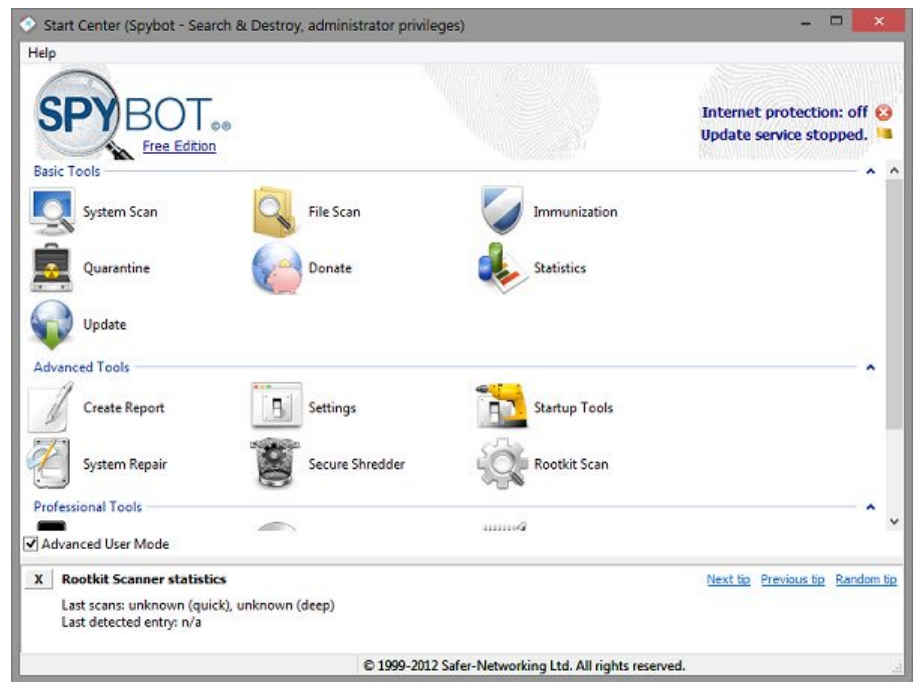 Start Center (Spybot - Search & Destroy, administrator privileges)
Help
SPYBOT
Free Edition
Internet protection: off
Update service stopped.
Basic Tools
System Scan
File Scan
Immunization
Quarantine
Donate
Statistics
Update
Advanced Tools
Create Report
Settings
Startup Tools
System Repair
Secure Shredder
Rootkit Scan
Professional Tools
Advanced User Mode
X Rootkit Scanner statistics
Next tip Previous tip Random tip
Last scans: unknown (quick), unknown (deep)
Last detected entry: n/a
© 1999-2012 Safer-Networking Ltd. All rights reserved.